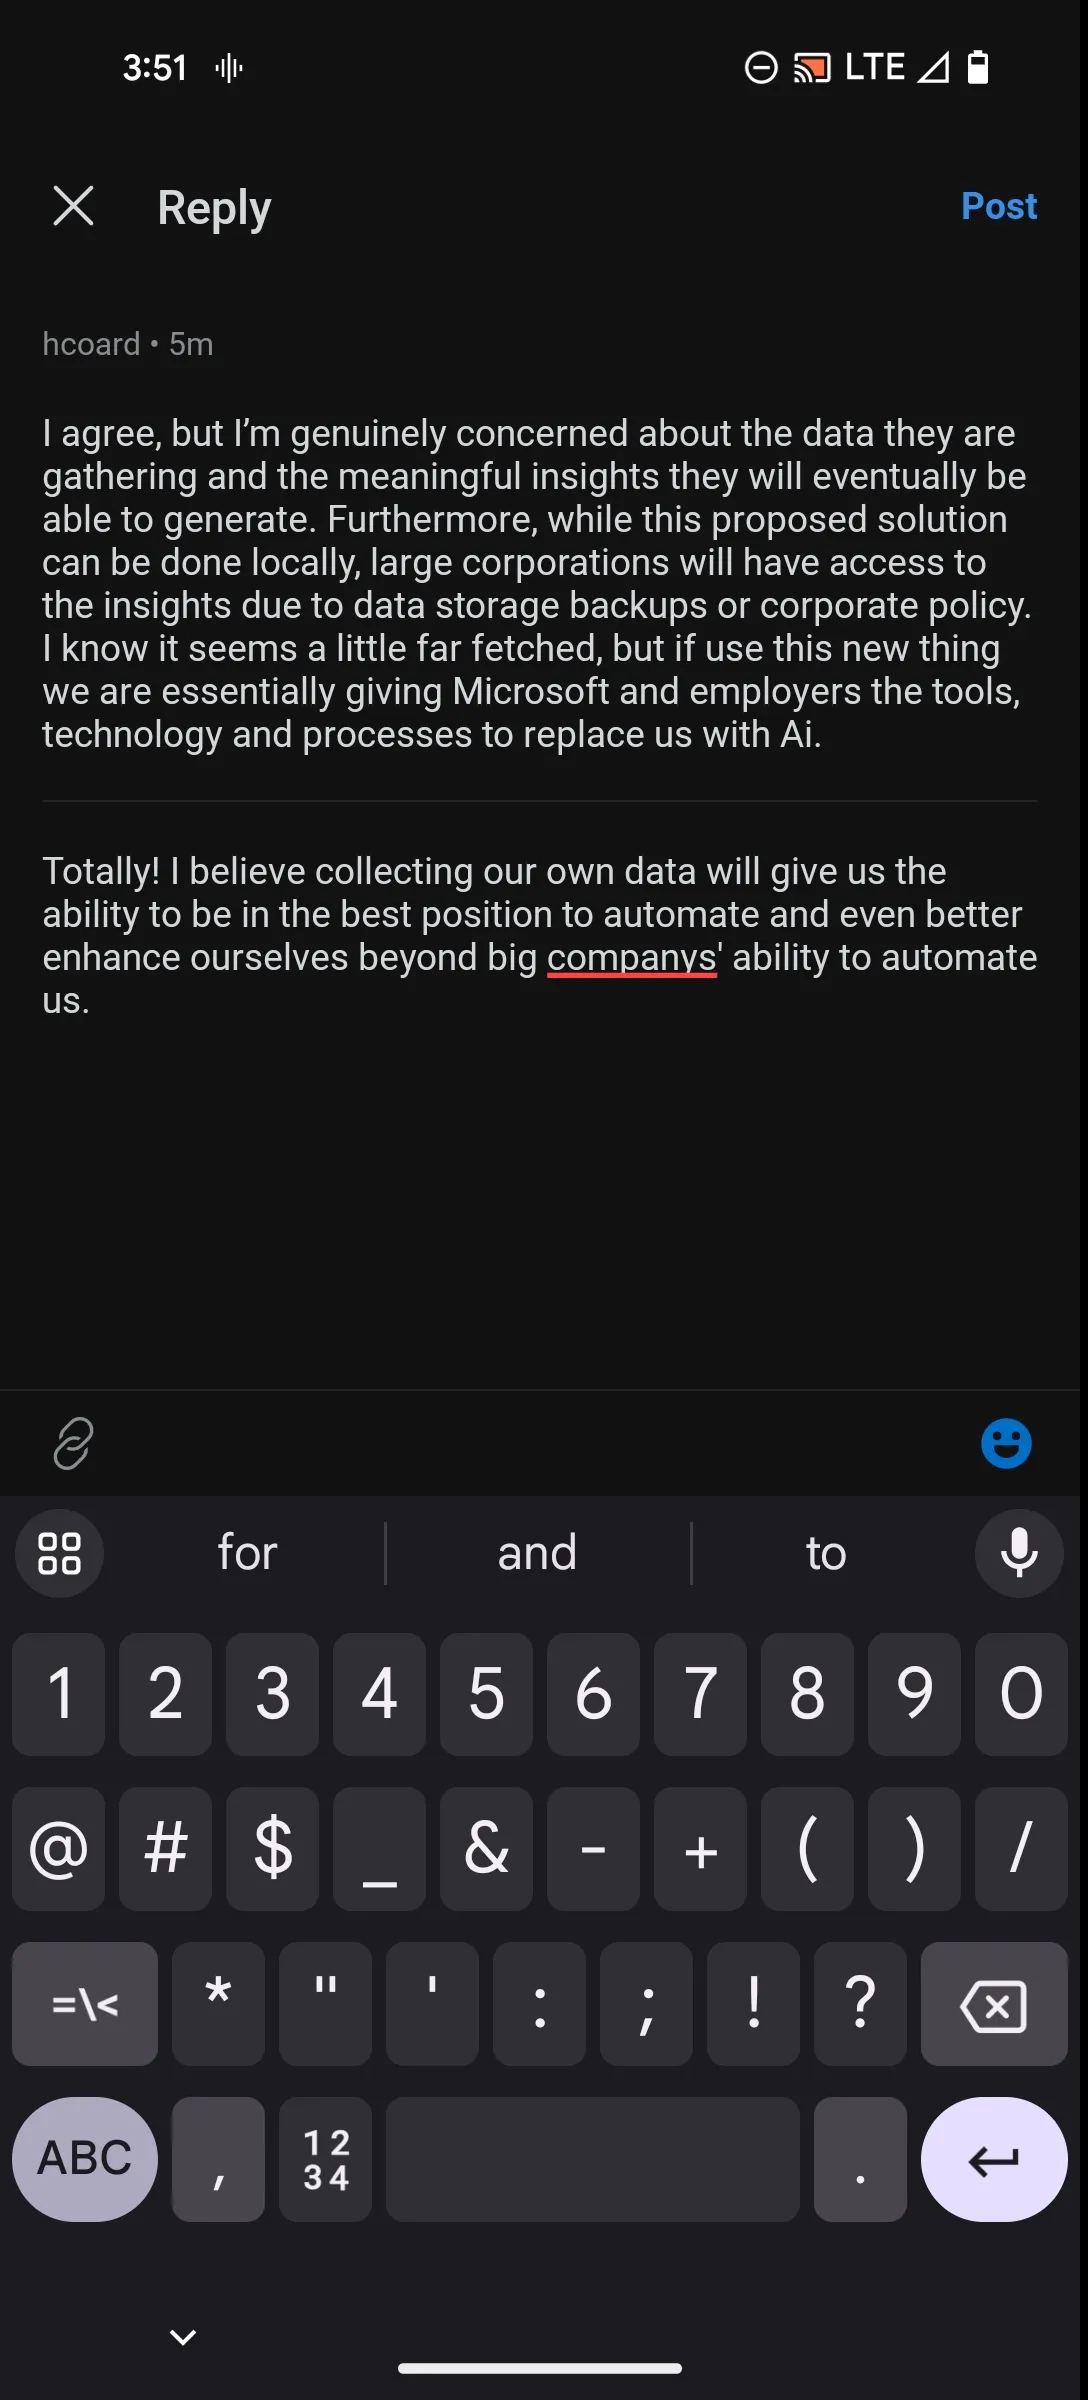 3:51 LTE
Reply Post
hcoard • 5m
I agree, but I’m genuinely concerned about the data they are
gathering and the meaningful insights they will eventually be
able to generate. Furthermore, while this proposed solution
can be done locally, large corporations will have access to
the insights due to data storage backups or corporate policy.
I know it seems a little far fetched, but if use this new thing
we are essentially giving Microsoft and employers the tools,
technology and processes to replace us with Ai.
Totally! I believe collecting our own data will give us the
ability to be in the best position to automate and even better
enhance ourselves beyond big companys' ability to automate
us.
for and to
1 2 3 4 5 6 7 8 9 0
@ # $ _ & - + ( ) /
=\< * " ' : ; ! ?
ABC , 1 2 3 4 .